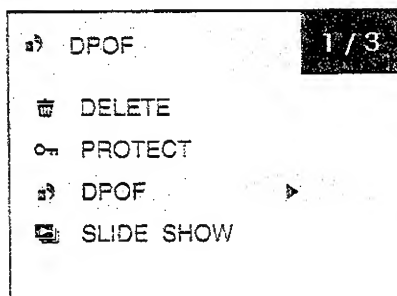 DPOF 1/3
DELETE
PROTECT
DPOF
SLIDE SHOW